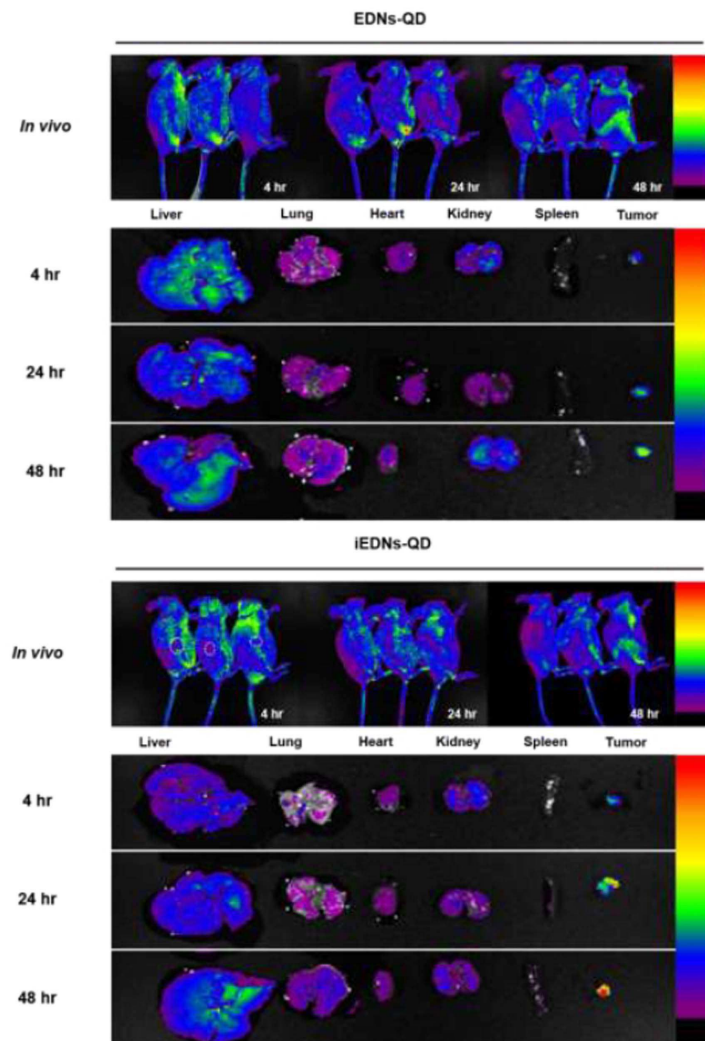 EDNs-QD
In vivo
4 hr 24 hr 48 hr
Liver Lung Heart Kidney Spleen Tumor
4 hr
24 hr
48 hr
iEDNs-QD
In vivo
4 hr 24 hr 48 hr
Liver Lung Heart Kidney Spleen Tumor
4 hr
24 hr
48 hr